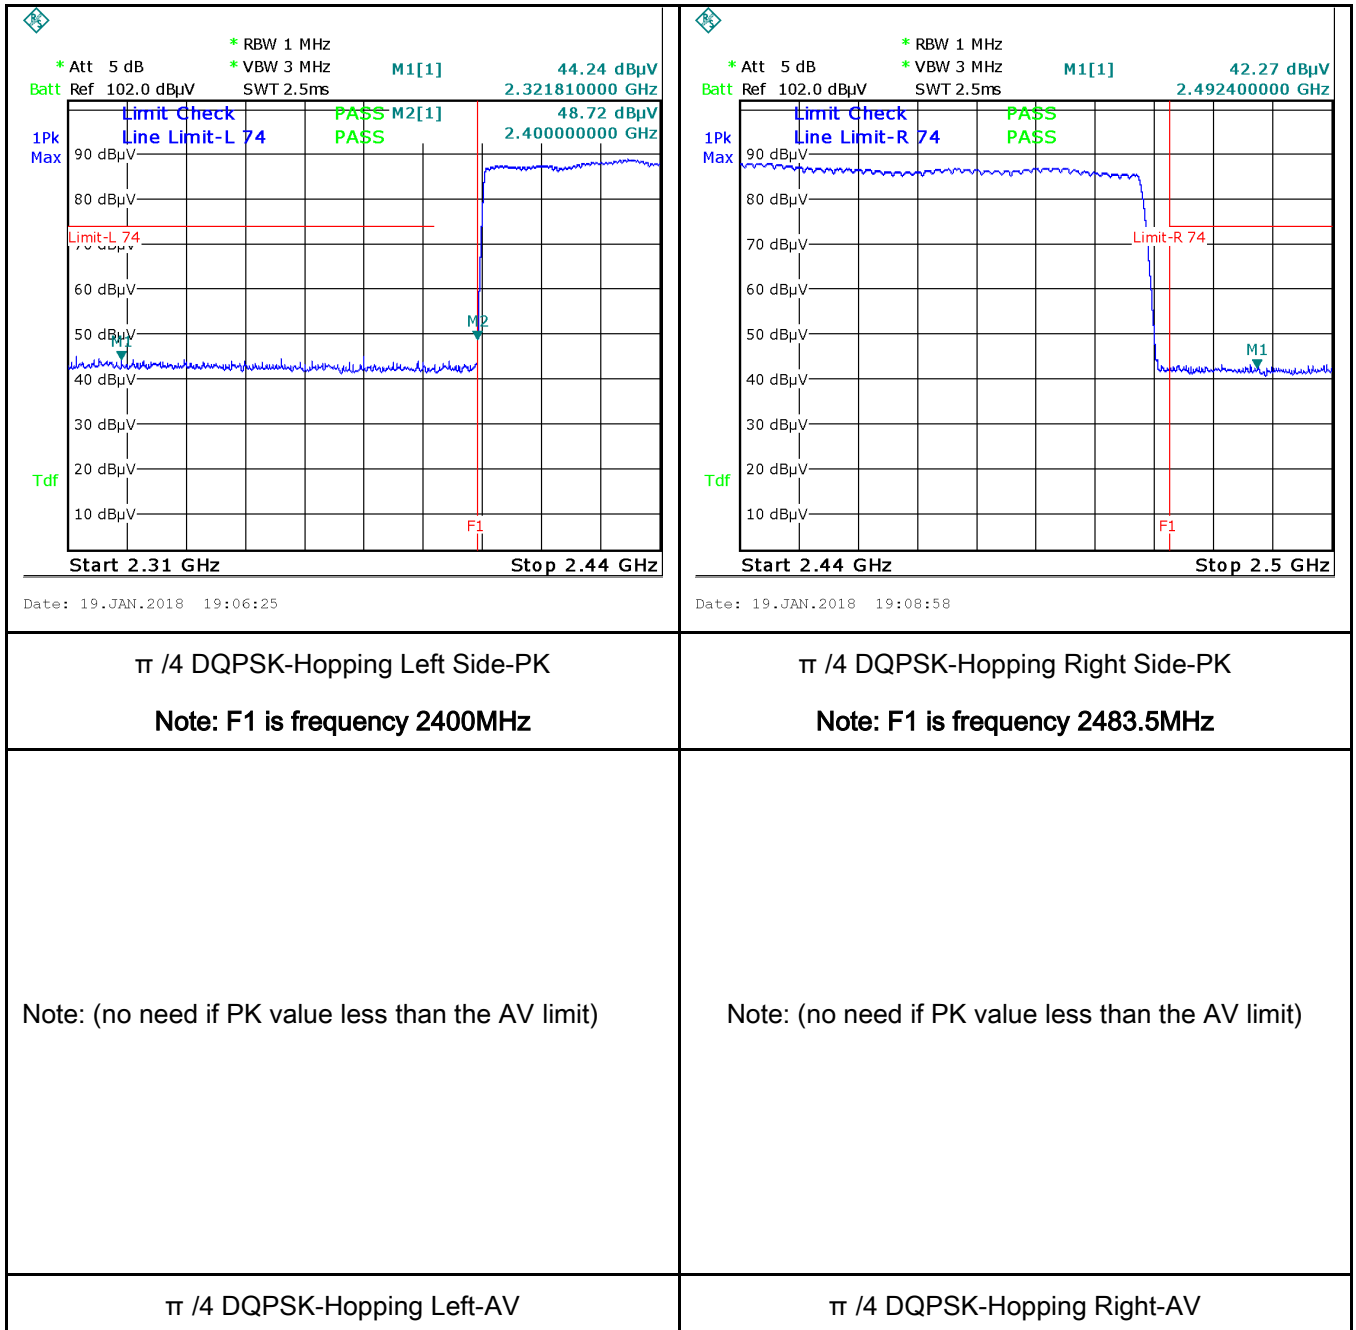 R&S
* RBW 1 MHz
* Att 5 dB * VBW 3 MHz M1[1] 44.24 dBµV
Batt Ref 102.0 dBµV SWT 2.5ms 2.321810000 GHz
Limit Check PASS M2[1] 48.72 dBµV
Line Limit-L 74 PASS 2.400000000 GHz
1Pk
Max
90 dBµV
80 dBµV
Limit-L 74
70 dBµV
60 dBµV
M2
50 dBµV
M1
40 dBµV
30 dBµV
20 dBµV
Tdf
10 dBµV
F1
Start 2.31 GHz Stop 2.44 GHz
Date: 19.JAN.2018 19:06:25
R&S
* RBW 1 MHz
* Att 5 dB * VBW 3 MHz M1[1] 42.27 dBµV
Batt Ref 102.0 dBµV SWT 2.5ms 2.492400000 GHz
Limit Check PASS
Line Limit-R 74 PASS
1Pk
Max
90 dBµV
80 dBµV
Limit-R 74
70 dBµV
60 dBµV
50 dBµV
M1
40 dBµV
30 dBµV
20 dBµV
Tdf
10 dBµV
F1
Start 2.44 GHz Stop 2.5 GHz
Date: 19.JAN.2018 19:08:58
π /4 DQPSK-Hopping Left Side-PK
Note: F1 is frequency 2400MHz
π /4 DQPSK-Hopping Right Side-PK
Note: F1 is frequency 2483.5MHz
Note: (no need if PK value less than the AV limit)
Note: (no need if PK value less than the AV limit)
π /4 DQPSK-Hopping Left-AV
π /4 DQPSK-Hopping Right-AV